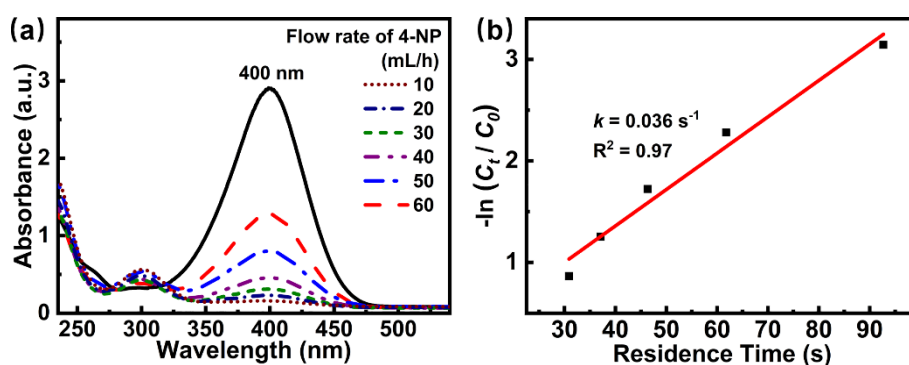 (a)
Flow rate of 4-NP
(mL/h)
400 nm
10
20
30
40
50
60
3
2
1
0
250 300 350 400 450 500
Absorbance (a.u.)
Wavelength (nm)
(b)
k = 0.036 s⁻¹
R² = 0.97
3
2
1
30 40 50 60 70 80 90
-ln (Cₜ / C₀)
Residence Time (s)